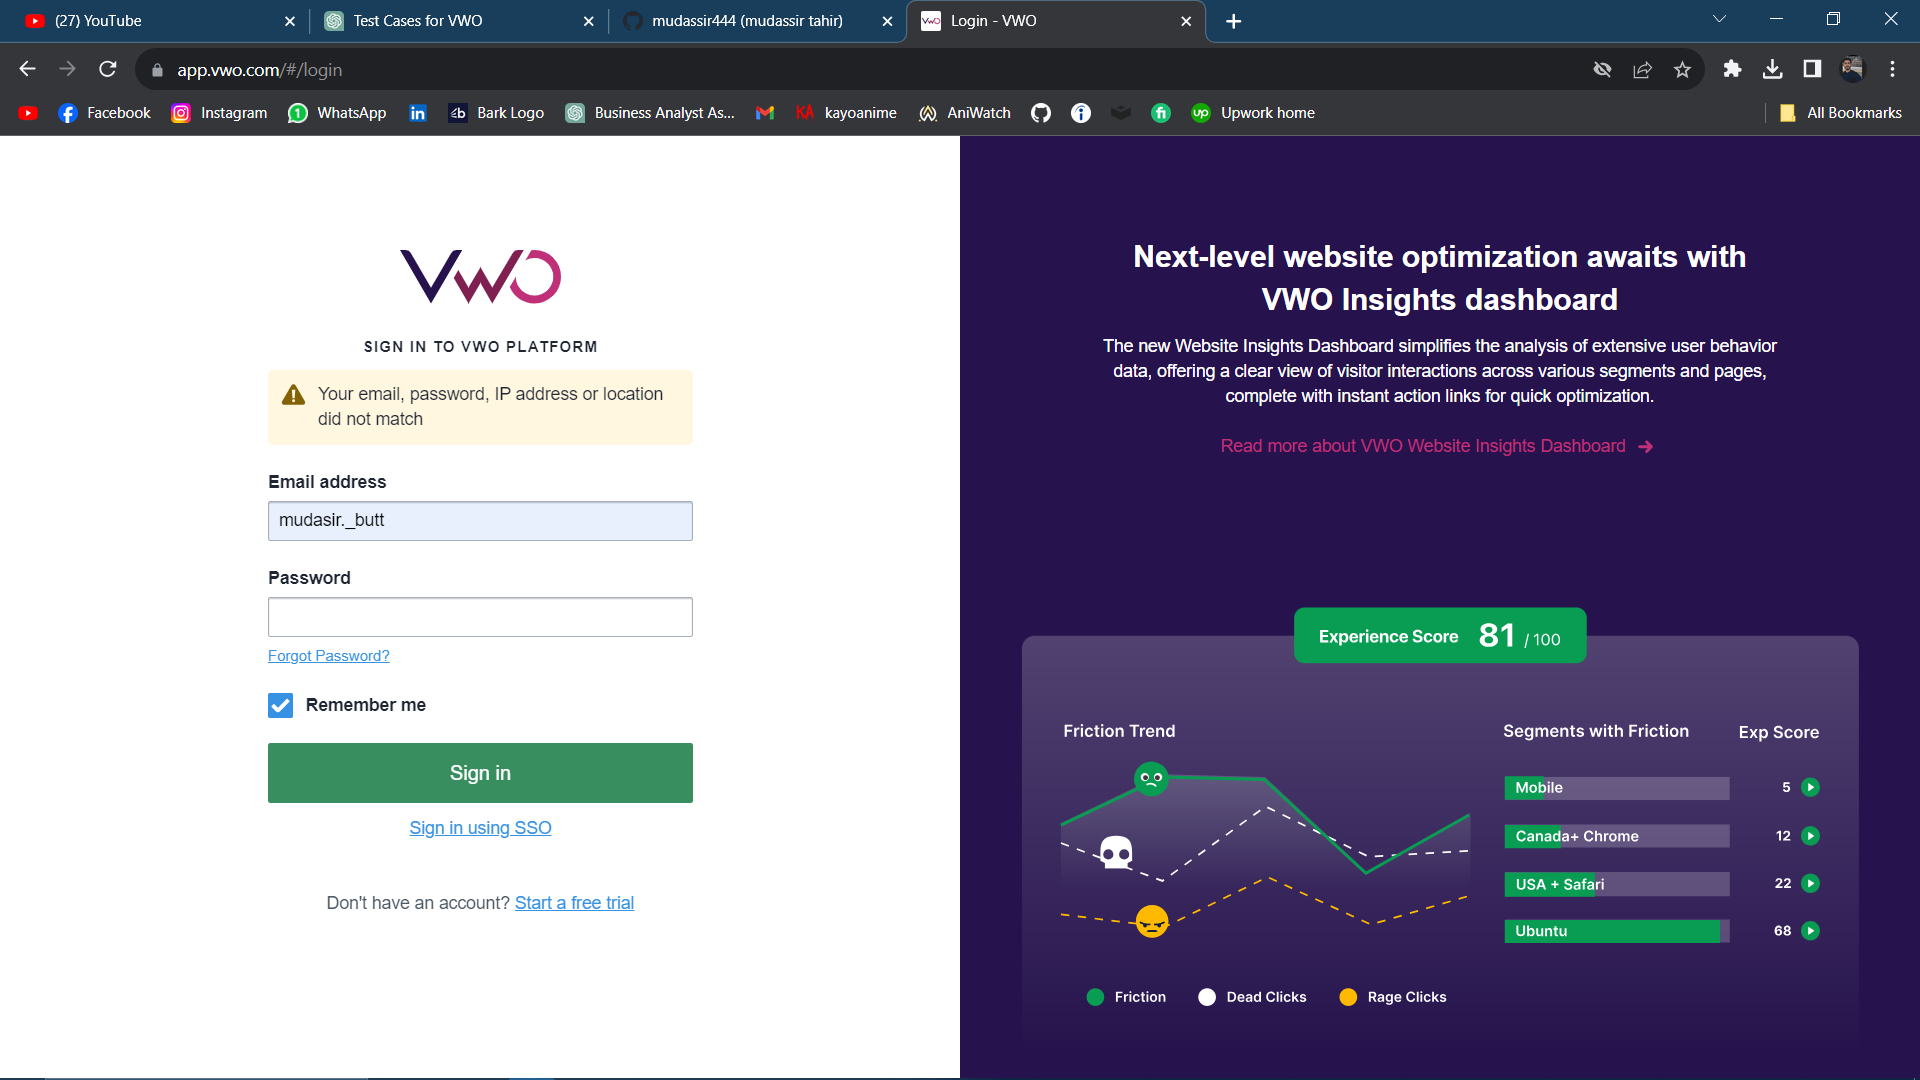 (27) YouTube
Test Cases for VWO
mudassir444 (mudassir tahir)
VWO
Login - VWO
app.vwo.com/#/login
Facebook
Instagram
1
WhatsApp
in
b
Bark Logo
Business Analyst As...
KA
kayoanime
AniWatch
i
fi
up
Upwork home
All Bookmarks
VWO
SIGN IN TO VWO PLATFORM
Your email, password, IP address or location
did not match
Email address
mudasir._butt
Password
Forgot Password?
Remember me
Sign in
Sign in using SSO
Don't have an account? Start a free trial
Next-level website optimization awaits with
VWO Insights dashboard
The new Website Insights Dashboard simplifies the analysis of extensive user behavior
data, offering a clear view of visitor interactions across various segments and pages,
complete with instant action links for quick optimization.
Read more about VWO Website Insights Dashboard
Experience Score 81 / 100
Friction Trend
Segments with Friction
Exp Score
Mobile 5
Canada+ Chrome 12
USA + Safari 22
Ubuntu 68
Friction
Dead Clicks
Rage Clicks